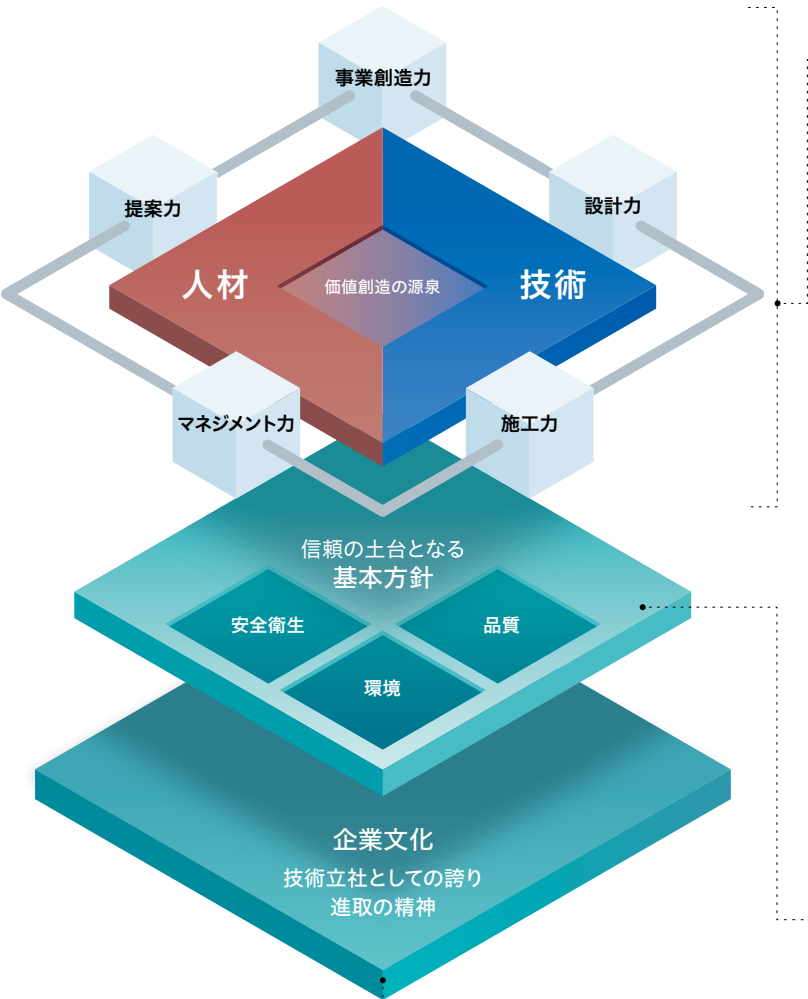 事業創造力
提案力
設計力
人材
価値創造の源泉
技術
マネジメント力
施工力
信頼の土台となる
基本方針
安全衛生
品質
環境
企業文化
技術立社としての誇り
進取の精神